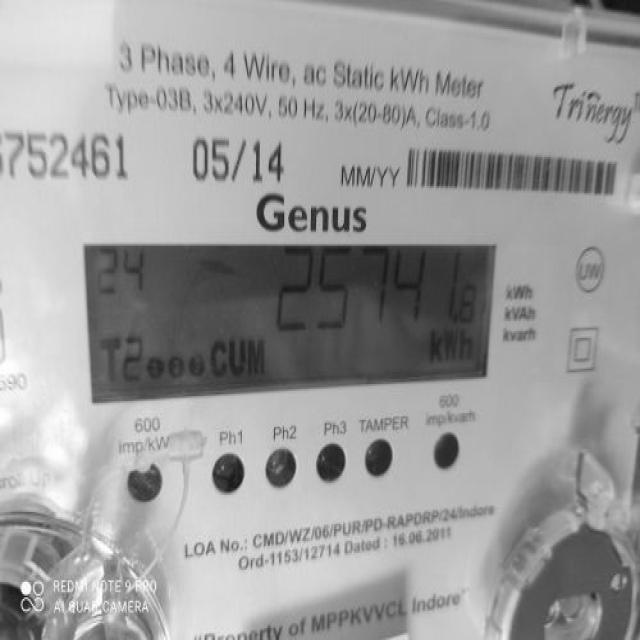 3 Phase, 4 Wire, ac Static kWh Meter
Type-03B, 3x240V, 50 Hz, 3x(20-80)A, Class-1.0
Trinergy
752461 05/14 MM/YY
Genus
24 25741.8
T2 CUM kWh
kWh
kVAh
kvarh
UW
600
imp/kW
Ph1 Ph2 Ph3 TAMPER
600
imp/kvarh
LOA No.: CMD/WZ/06/PUR/PD-RAPDRP/24/Indore
Ord-1153/12714 Dated : 16.06.2011
"Property of MPPKVVCL Indore"
REDMI NOTE 9 PRO
AI QUAD CAMERA